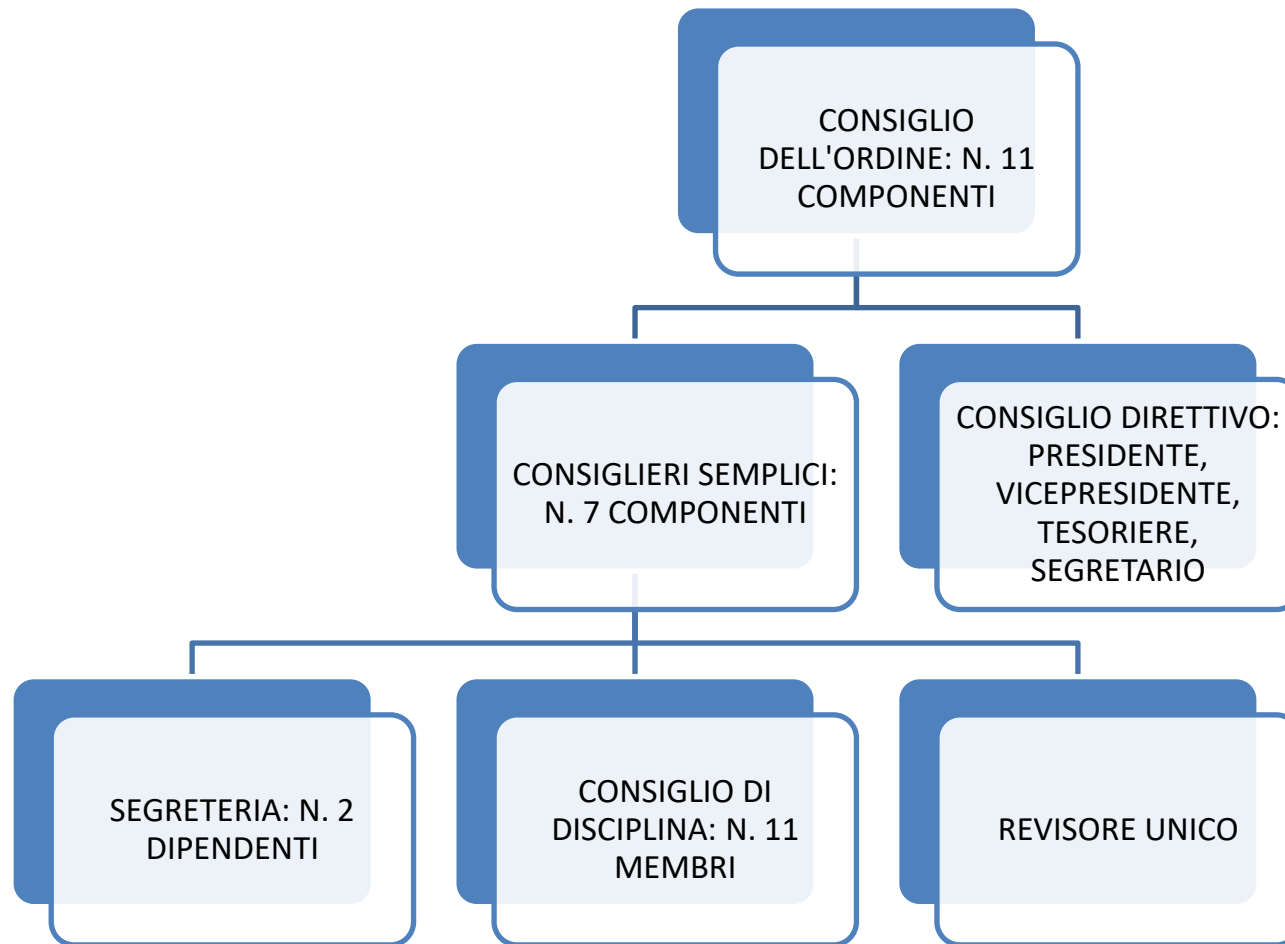 CONSIGLIO
DELL'ORDINE: N. 11
COMPONENTI
CONSIGLIERI SEMPLICI:
N. 7 COMPONENTI
CONSIGLIO DIRETTIVO:
PRESIDENTE,
VICEPRESIDENTE,
TESORIERE,
SEGRETARIO
SEGRETERIA: N. 2
DIPENDENTI
CONSIGLIO DI
DISCIPLINA: N. 11
MEMBRI
REVISORE UNICO